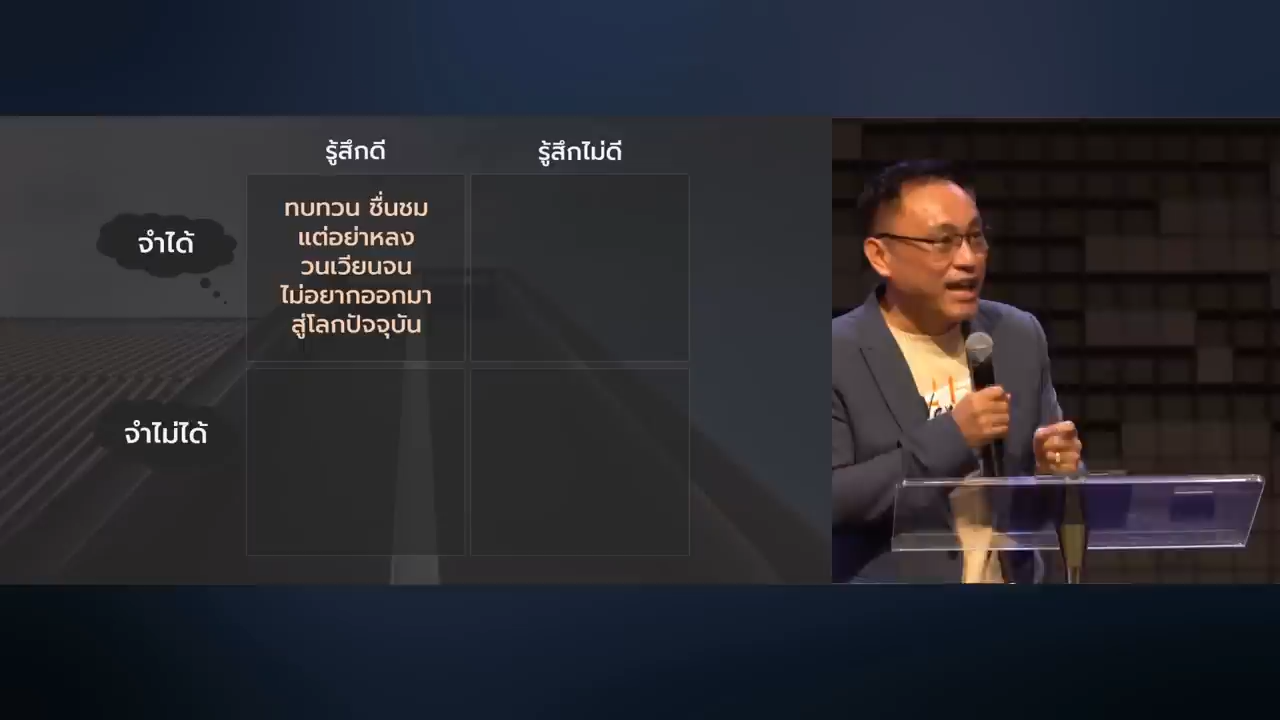 รู้สึกดี
รู้สึกไม่ดี
จำได้
ทบทวน ชื่นชม
แต่อย่าหลง
วนเวียนจน
ไม่อยากออกมา
สู่โลกปัจจุบัน
จำไม่ได้